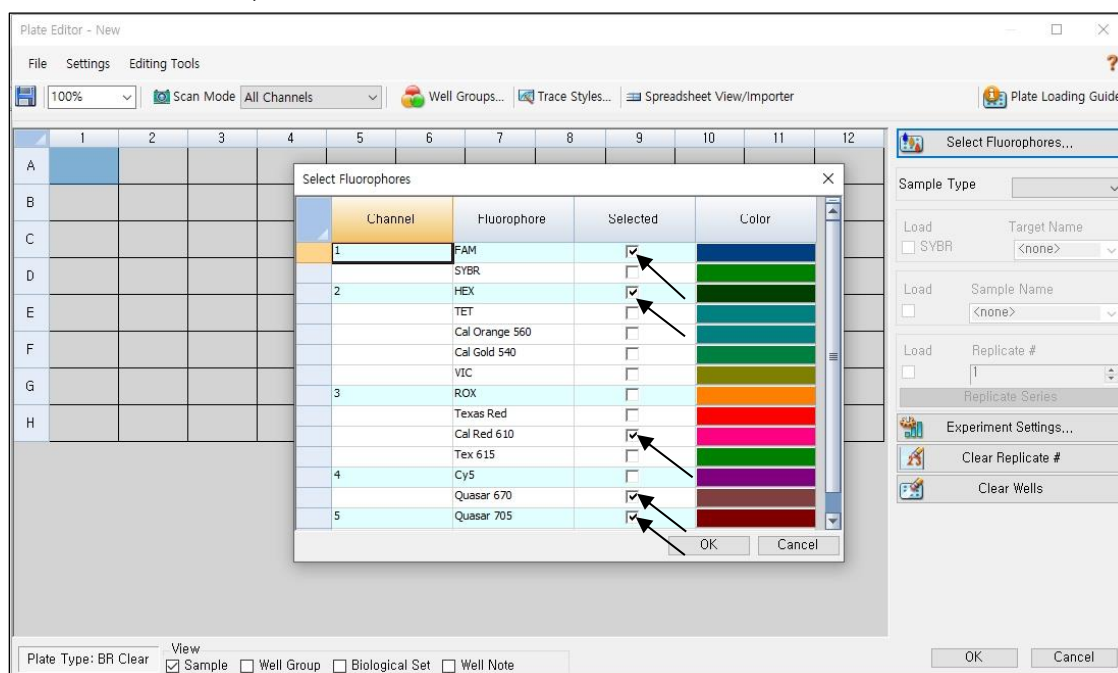 Plate Editor - New
File Settings Editing Tools
100% Scan Mode All Channels Well Groups... Trace Styles... Spreadsheet View/Importer Plate Loading Guide
1 2 3 4 5 6 7 8 9 10 11 12
Select Fluorophores...
A
B
C
D
E
F
G
H
Select Fluorophores
Channel Fluorophore Selected Color
1 FAM
SYBR
2 HEX
TET
Cal Orange 560
Cal Gold 540
VIC
3 ROX
Texas Red
Cal Red 610
Tex 615
4 Cy5
Quasar 670
5 Quasar 705
OK Cancel
Sample Type
Load Target Name
SYBR <none>
Load Sample Name
<none>
Load Replicate #
1
Replicate Series
Experiment Settings...
Clear Replicate #
Clear Wells
Plate Type: BR Clear
View
Sample Well Group Biological Set Well Note
OK Cancel